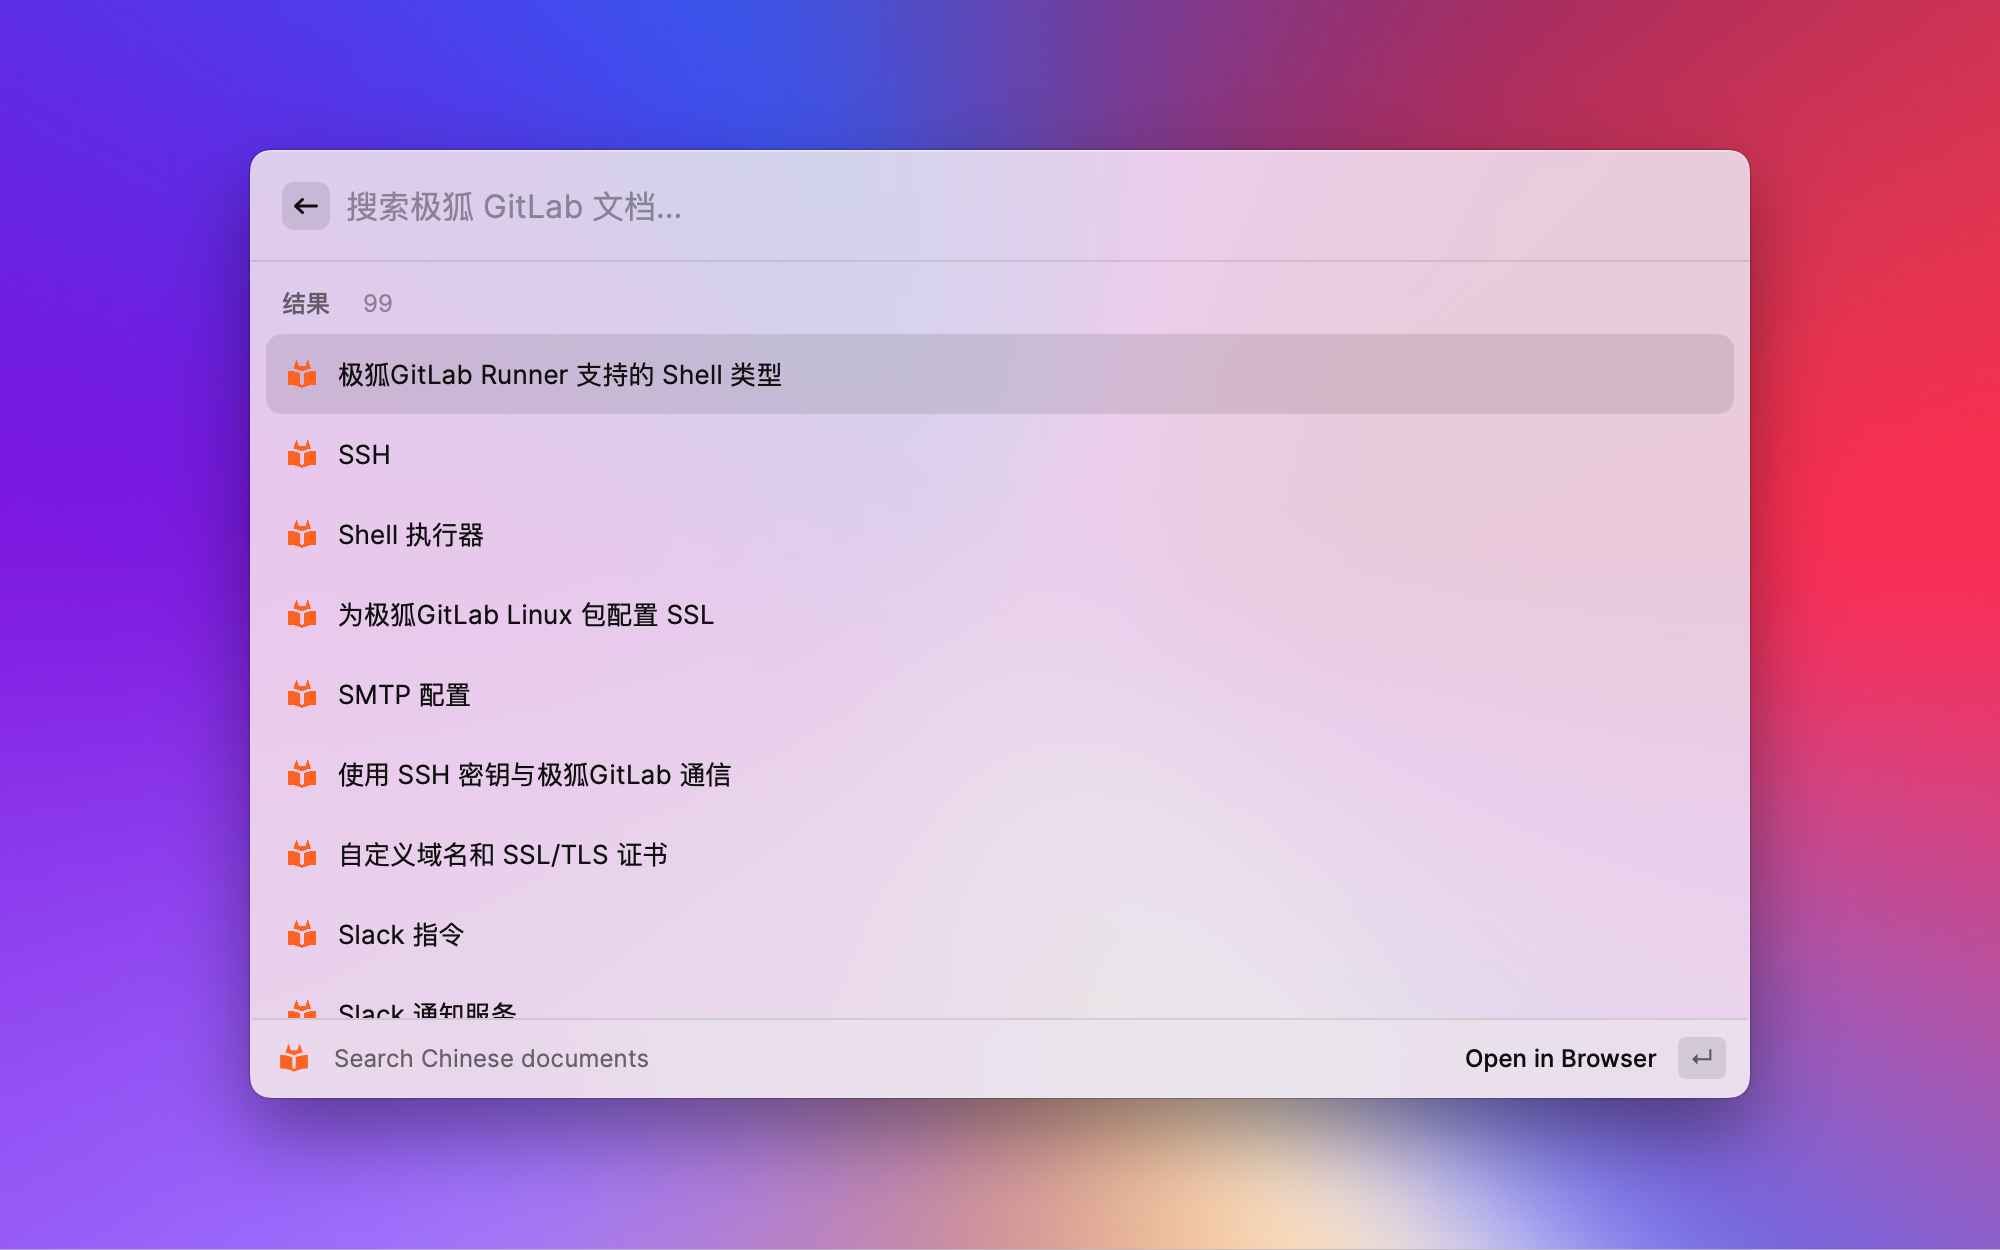 搜索极狐 GitLab 文档...
结果 99
极狐GitLab Runner 支持的 Shell 类型
SSH
Shell 执行器
为极狐GitLab Linux 包配置 SSL
SMTP 配置
使用 SSH 密钥与极狐GitLab 通信
自定义域名和 SSL/TLS 证书
Slack 指令
Slack 通知服务
Search Chinese documents
Open in Browser